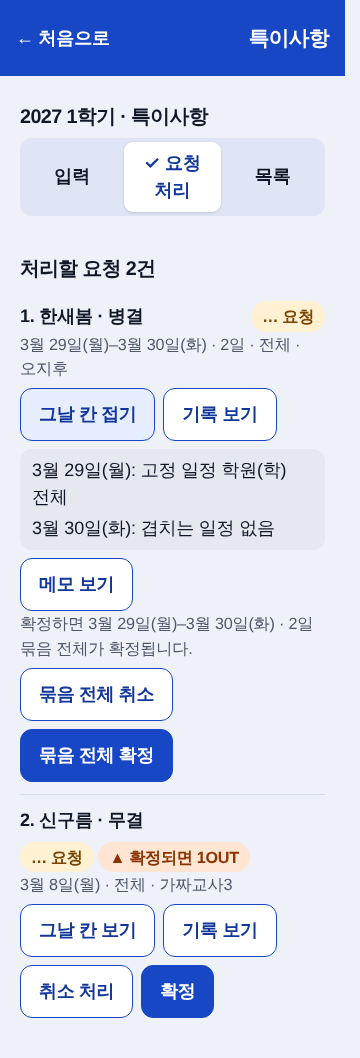 ← 처음으로
특이사항
2027 1학기 · 특이사항
입력
✓ 요청
처리
목록
처리할 요청 2건
1. 한새봄 · 병결
… 요청
3월 29일(월)–3월 30일(화) · 2일 · 전체 ·
오지후
그날 칸 접기
기록 보기
3월 29일(월): 고정 일정 학원(학)
전체
3월 30일(화): 겹치는 일정 없음
메모 보기
확정하면 3월 29일(월)–3월 30일(화) · 2일
묶음 전체가 확정됩니다.
묶음 전체 취소
묶음 전체 확정
2. 신구름 · 무결
… 요청
▲ 확정되면 1OUT
3월 8일(월) · 전체 · 가짜교사3
그날 칸 보기
기록 보기
취소 처리
확정